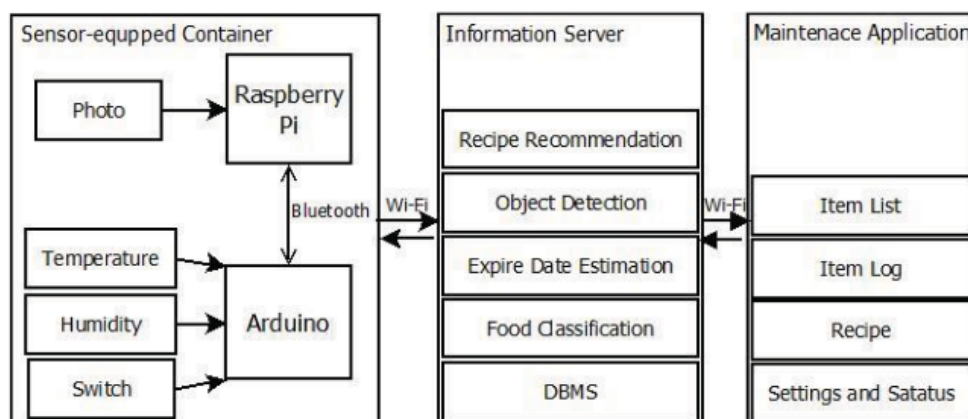 Sensor-equpped Container
Photo
Raspberry
Pi
Bluetooth
Temperature
Humidity
Switch
Arduino
Wi-Fi
Information Server
Recipe Recommendation
Object Detection
Expire Date Estimation
Food Classification
DBMS
Wi-Fi
Maintenace Application
Item List
Item Log
Recipe
Settings and Satatus